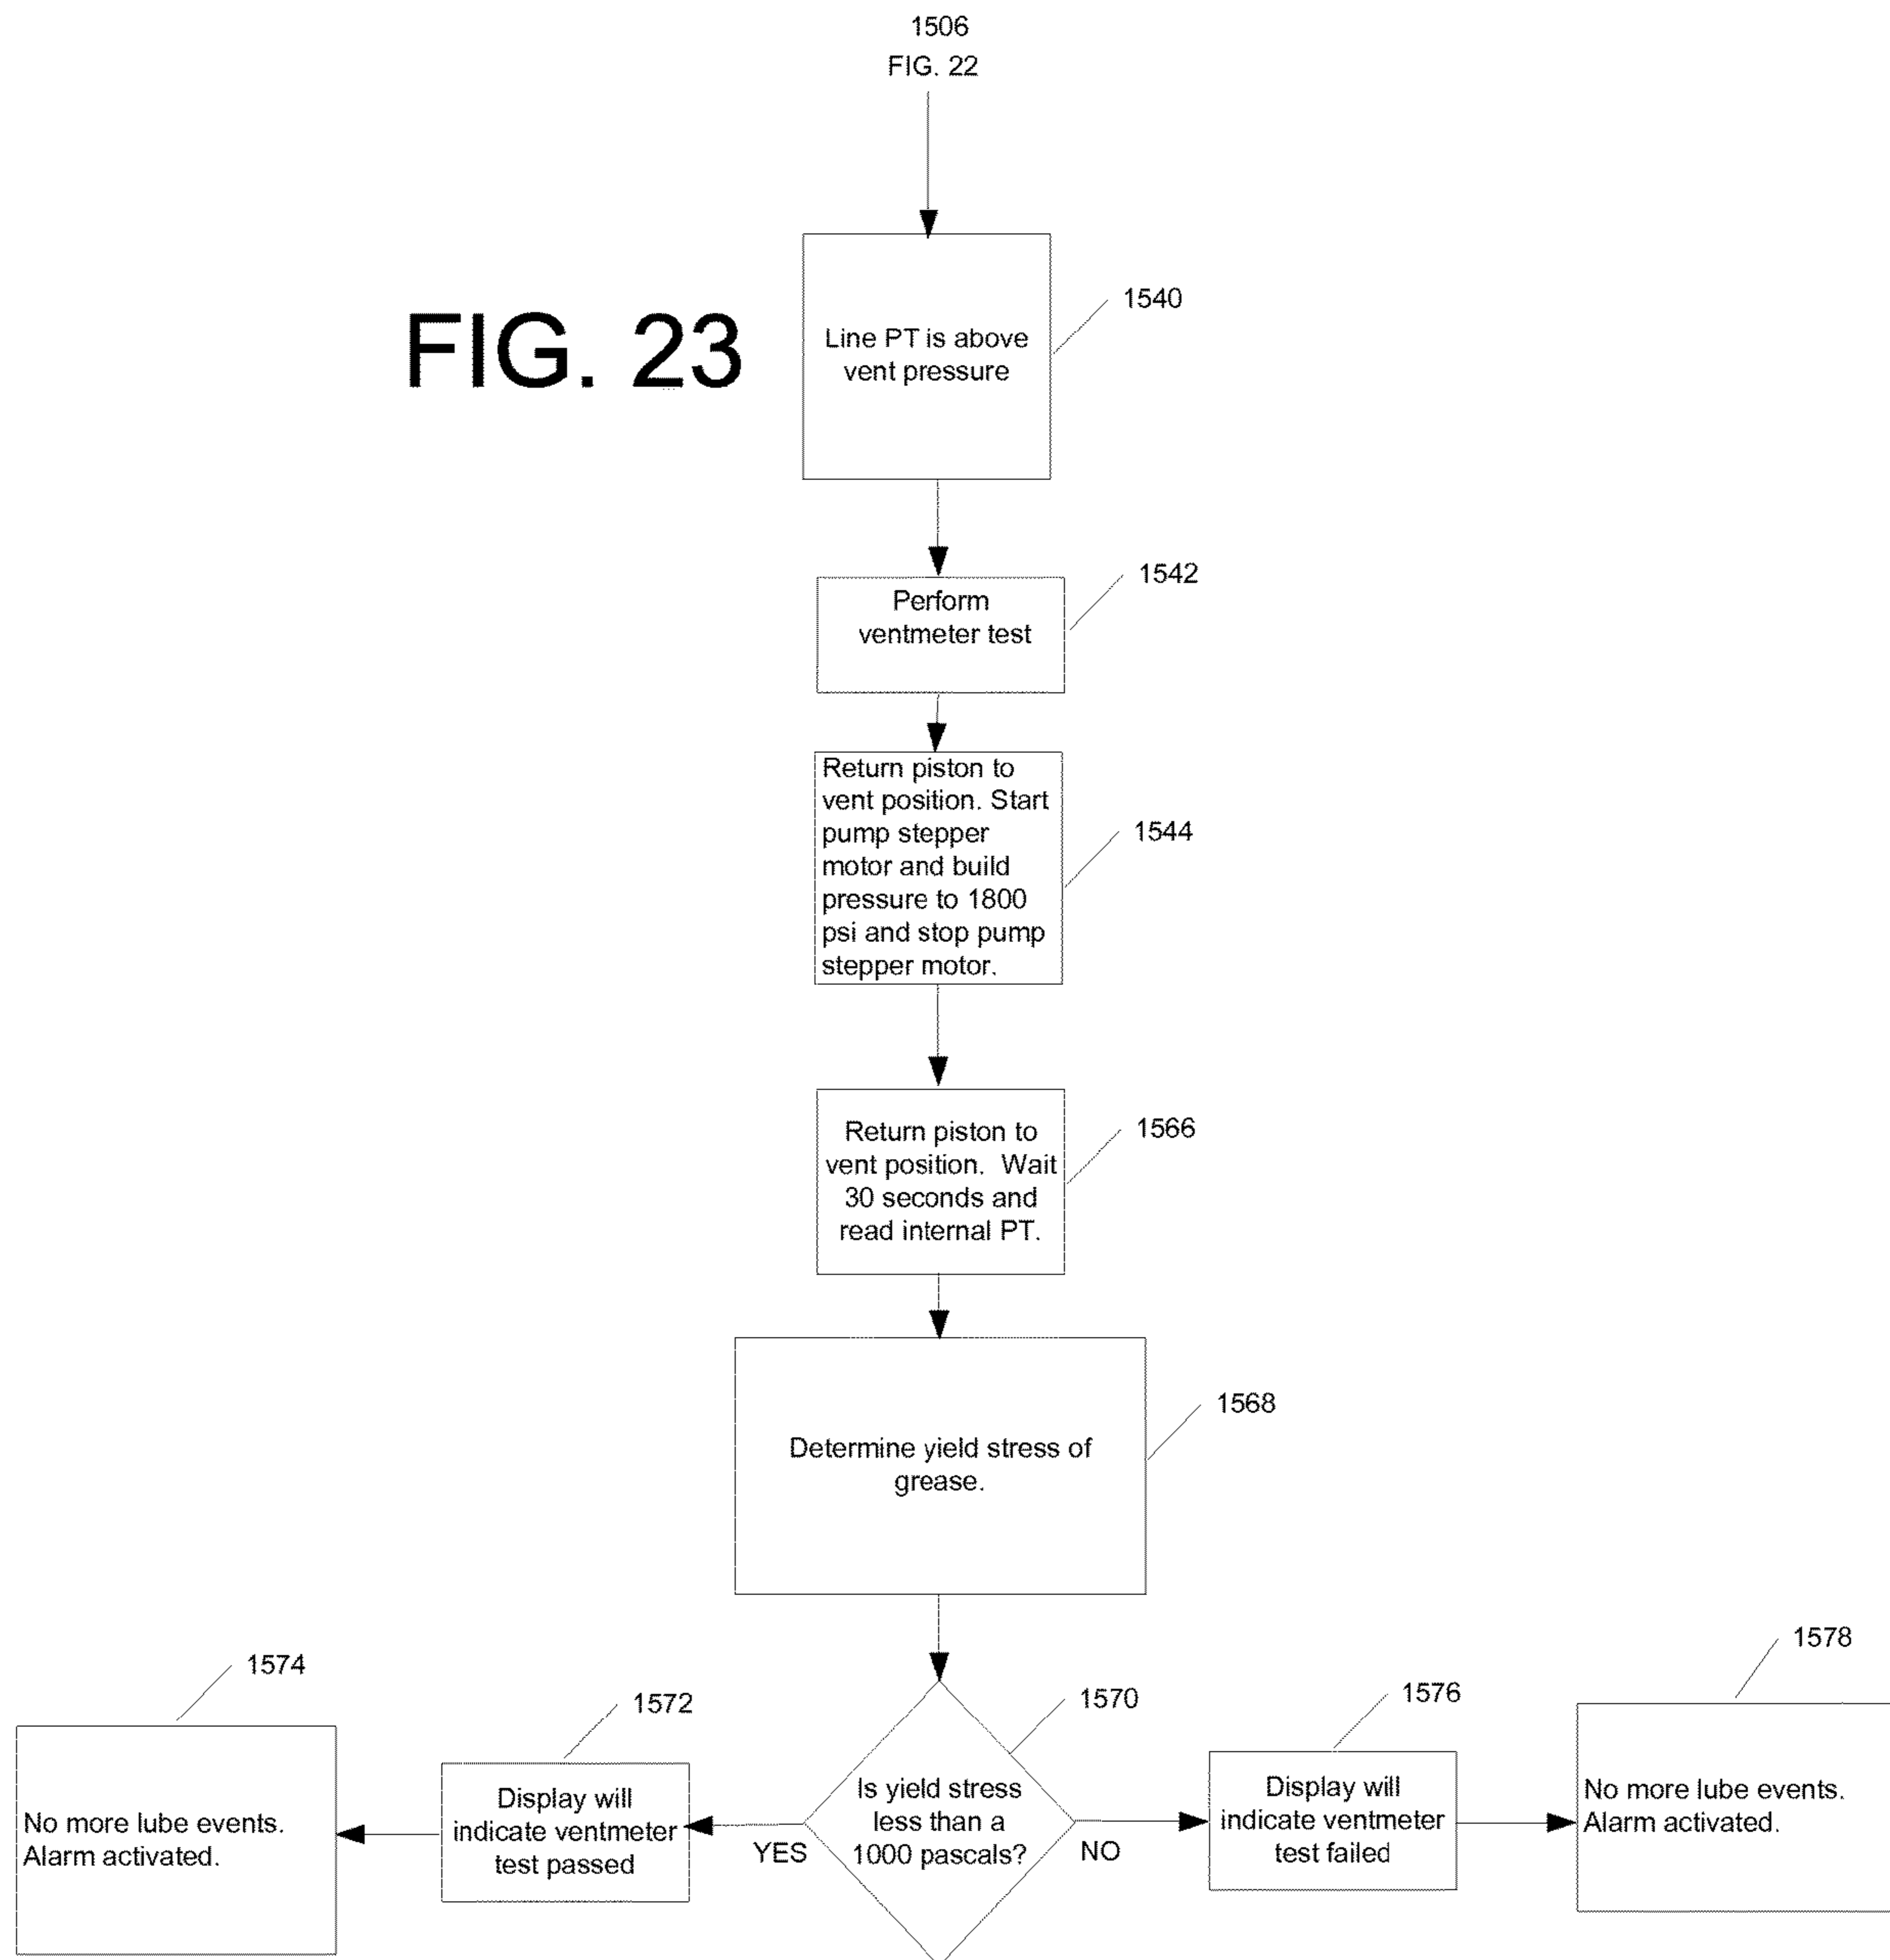 1506
FIG. 22
FIG. 23
1540
Line PT is above
vent pressure
1542
Perform
ventmeter test
1544
Return piston to
vent position. Start
pump stepper
motor and build
pressure to 1800
psi and stop pump
stepper motor.
1566
Return piston to
vent position. Wait
30 seconds and
read internal PT.
1568
Determine yield stress of
grease.
1574
No more lube events.
Alarm activated.
1572
Display will
indicate ventmeter
test passed
YES
1570
Is yield stress
less than a
1000 pascals?
NO
1576
Display will
indicate ventmeter
test failed
1578
No more lube events.
Alarm activated.